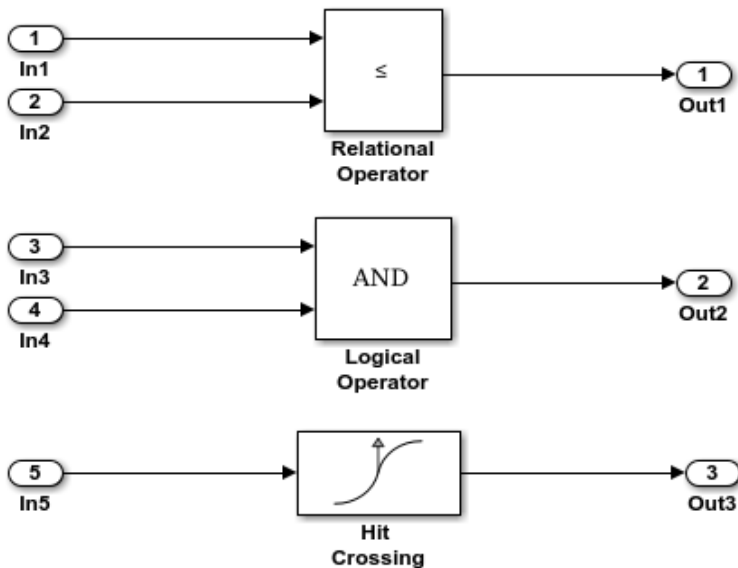 1
In1
2
In2
≤
Relational
Operator
1
Out1
3
In3
4
In4
AND
Logical
Operator
2
Out2
5
In5
Hit
Crossing
3
Out3